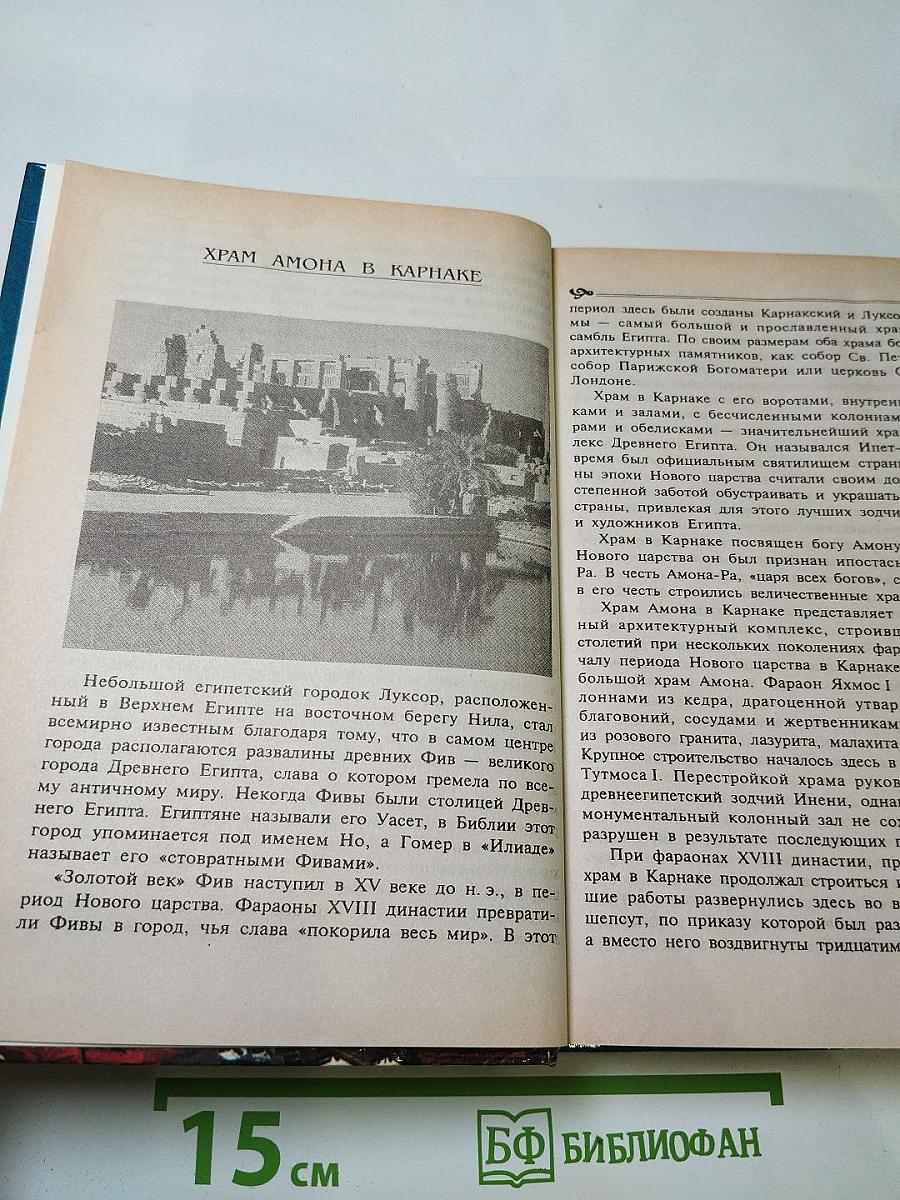 ХРАМ АМОНА В КАРНАКЕ
Небольшой египетский городок Луксор, расположен-
ный в Верхнем Египте на восточном берегу Нила, стал
всемирно известным благодаря тому, что в самом центре
города располагаются развалины древних Фив — великого
города Древнего Египта, слава о котором гремела по все-
му античному миру. Некогда Фивы были столицей Древ-
него Египта. Египтяне называли его Уасет, в Библии этот
город упоминается под именем Но, а Гомер в «Илиаде»
называет его «стовратными Фивами».
«Золотой век» Фив наступил в XV веке до н. э., в пе-
риод Нового царства. Фараоны XVIII династии преврати-
ли Фивы в город, чья слава «покорила весь мир». В этот
период здесь были созданы Карнакский и Луксо
мы — самый большой и прославленный хра
самбль Египта. По своим размерам оба храма бо
архитектурных памятников, как собор Св. Пет
собор Парижской Богоматери или церковь С
Лондоне.
Храм в Карнаке с его воротами, внутрен
ками и залами, с бесчисленными колоннам
рами и обелисками — значительнейший хра
лекс Древнего Египта. Он назывался Ипет-
время был официальным святилищем стран
ны эпохи Нового царства считали своим до
степенной заботой обустраивать и украшать
страны, привлекая для этого лучших зодчи
и художников Египта.
Храм в Карнаке посвящен богу Амону
Нового царства он был признан ипостась
Ра. В честь Амона-Ра, «царя всех богов», с
в его честь строились величественные хра
Храм Амона в Карнаке представляет
ный архитектурный комплекс, строивш
столетий при нескольких поколениях фар
чалу периода Нового царства в Карнаке
большой храм Амона. Фараон Яхмос I
лоннами из кедра, драгоценной утвар
благовоний, сосудами и жертвенникам
из розового гранита, лазурита, малахита
Крупное строительство началось здесь в
Тутмоса I. Перестройкой храма руков
древнеегипетский зодчий Инени, одна
монументальный колонный зал не со
разрушен в результате последующих п
При фараонах XVIII династии, пр
храм в Карнаке продолжал строиться и
шие работы развернулись здесь во в
шепсут, по приказу которой был раз
а вместо него воздвигнуты тридцатим
15 см
БФ БИБЛИОФАН